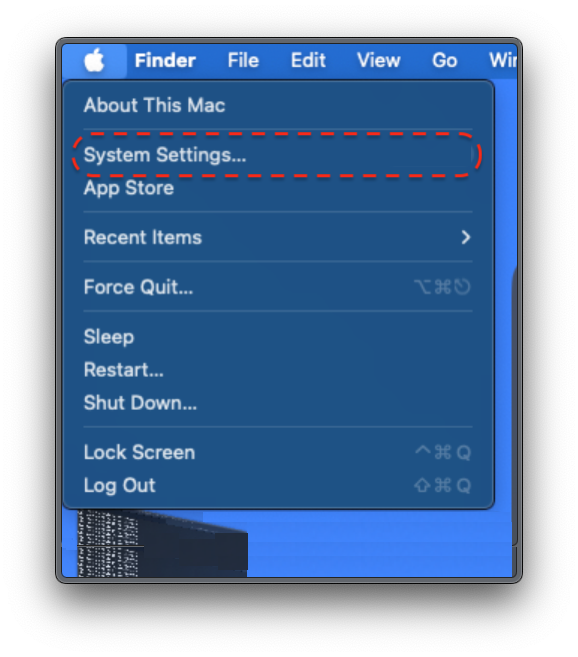 Finder File Edit View Go
About This Mac
System Settings...
App Store
Recent Items
Force Quit... ⌥⌘⎋
Sleep
Restart...
Shut Down...
Lock Screen ^⌘Q
Log Out ⇧⌘Q